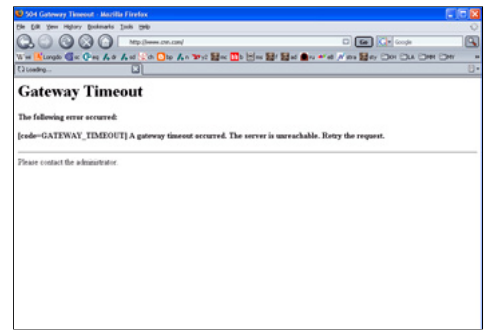 504 Gateway Timeout - Mozilla Firefox
File Edit View History Bookmarks Tools Help
http://www.cnn.com/
Go
Google
Loading...
Gateway Timeout
The following error occurred:
[code=GATEWAY_TIMEOUT] A gateway timeout occurred. The server is unreachable. Retry the request.
Please contact the administrator.